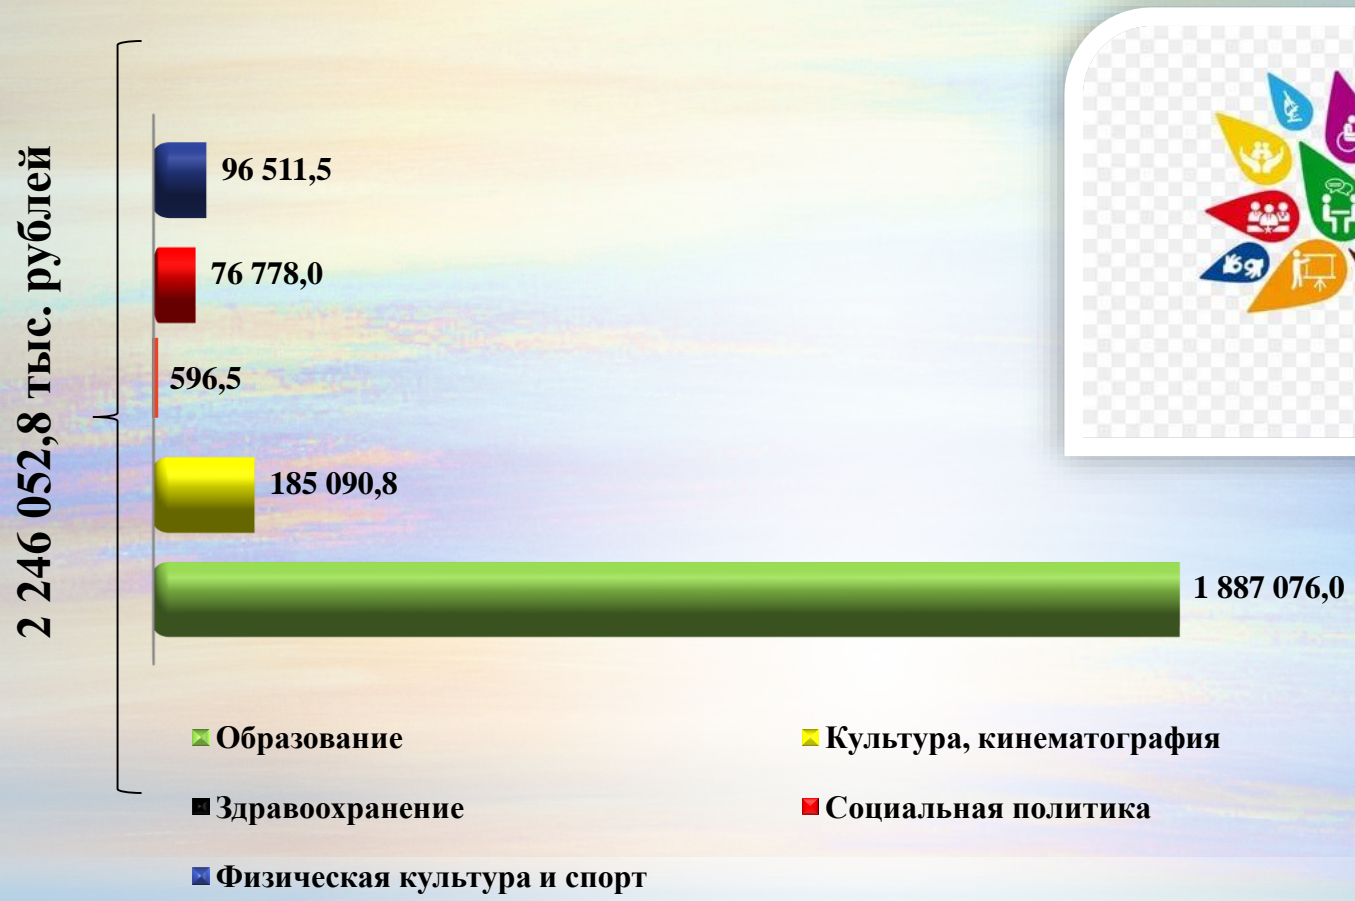 2 246 052,8 тыс. рублей
96 511,5
76 778,0
596,5
185 090,8
1 887 076,0
Образование
Культура, кинематография
Здравоохранение
Социальная политика
Физическая культура и спорт